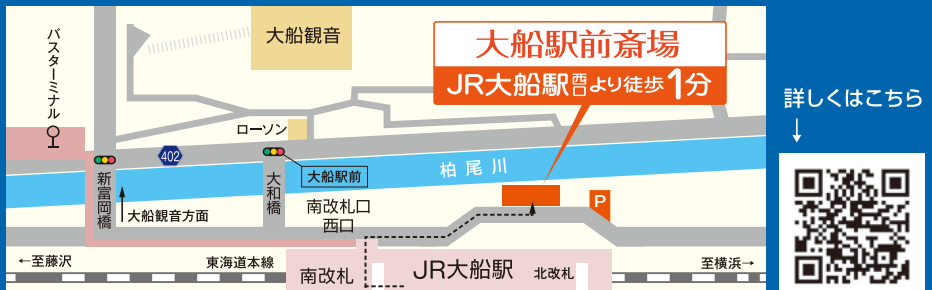 バスターミナル
大船観音
大船駅前斎場
JR大船駅西口より徒歩1分
詳しくはこちら
↓
ローソン
402
大船駅前
柏尾川
新富岡橋
大船観音方面
大和橋
南改札口
西口
P
←至藤沢
東海道本線
南改札
JR大船駅
北改札
至横浜→